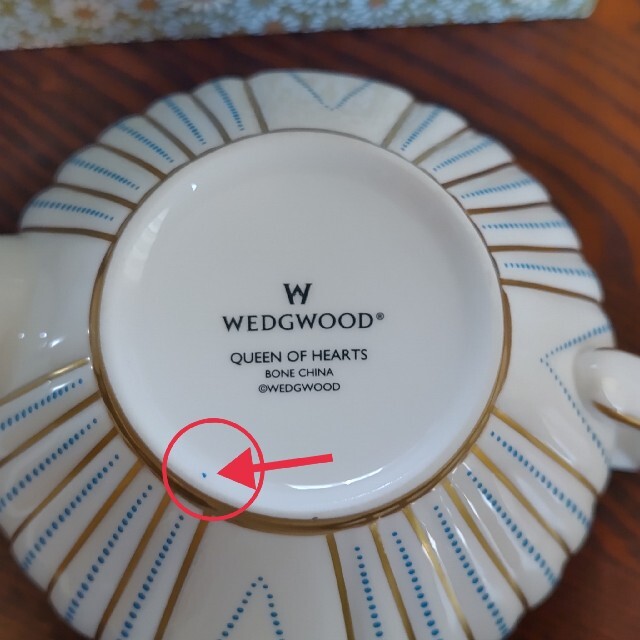 W
WEDGWOOD®
QUEEN OF HEARTS
BONE CHINA
©WEDGWOOD